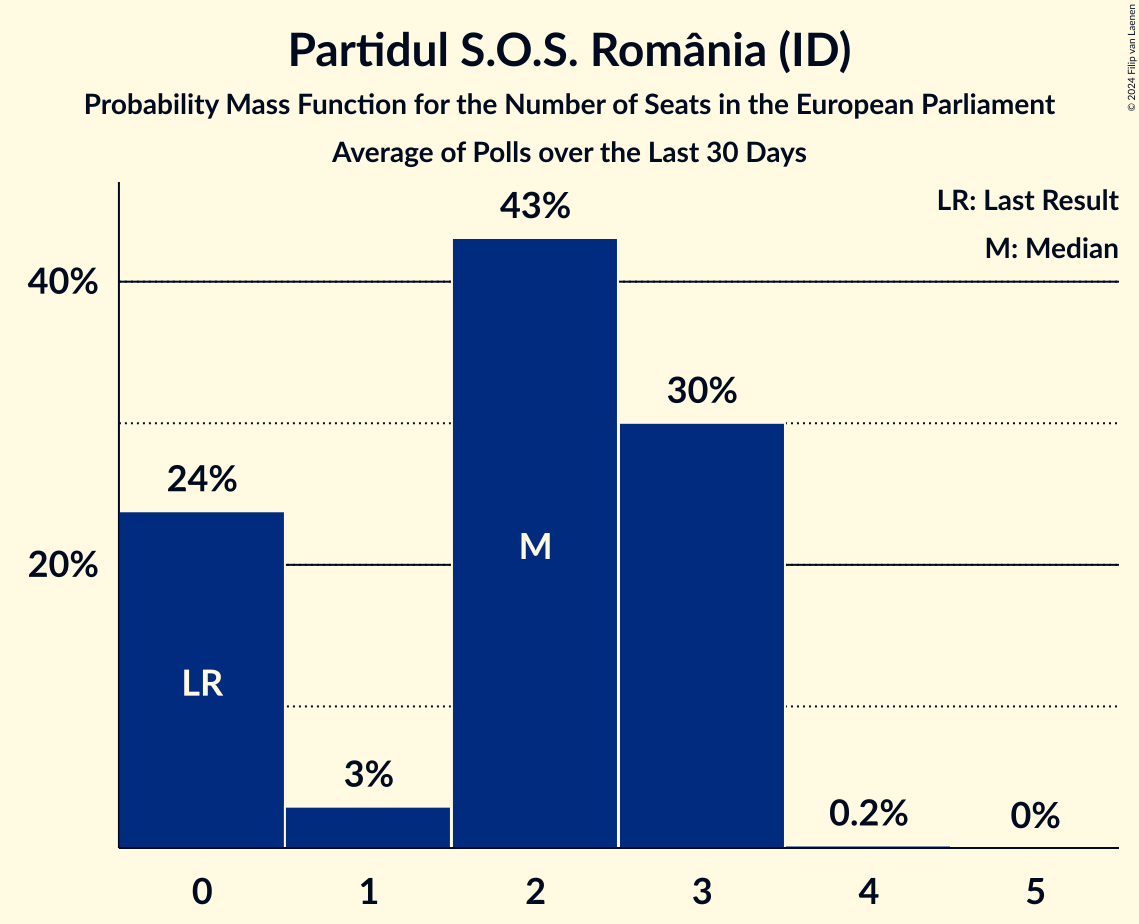 Partidul S.O.S. România (ID)
Probability Mass Function for the Number of Seats in the European Parliament
Average of Polls over the Last 30 Days
© 2024 Filip van Laenen
LR: Last Result
M: Median
43%
40%
30%
24%
M
20%
LR
3%
0.2%
0%
0 1 2 3 4 5